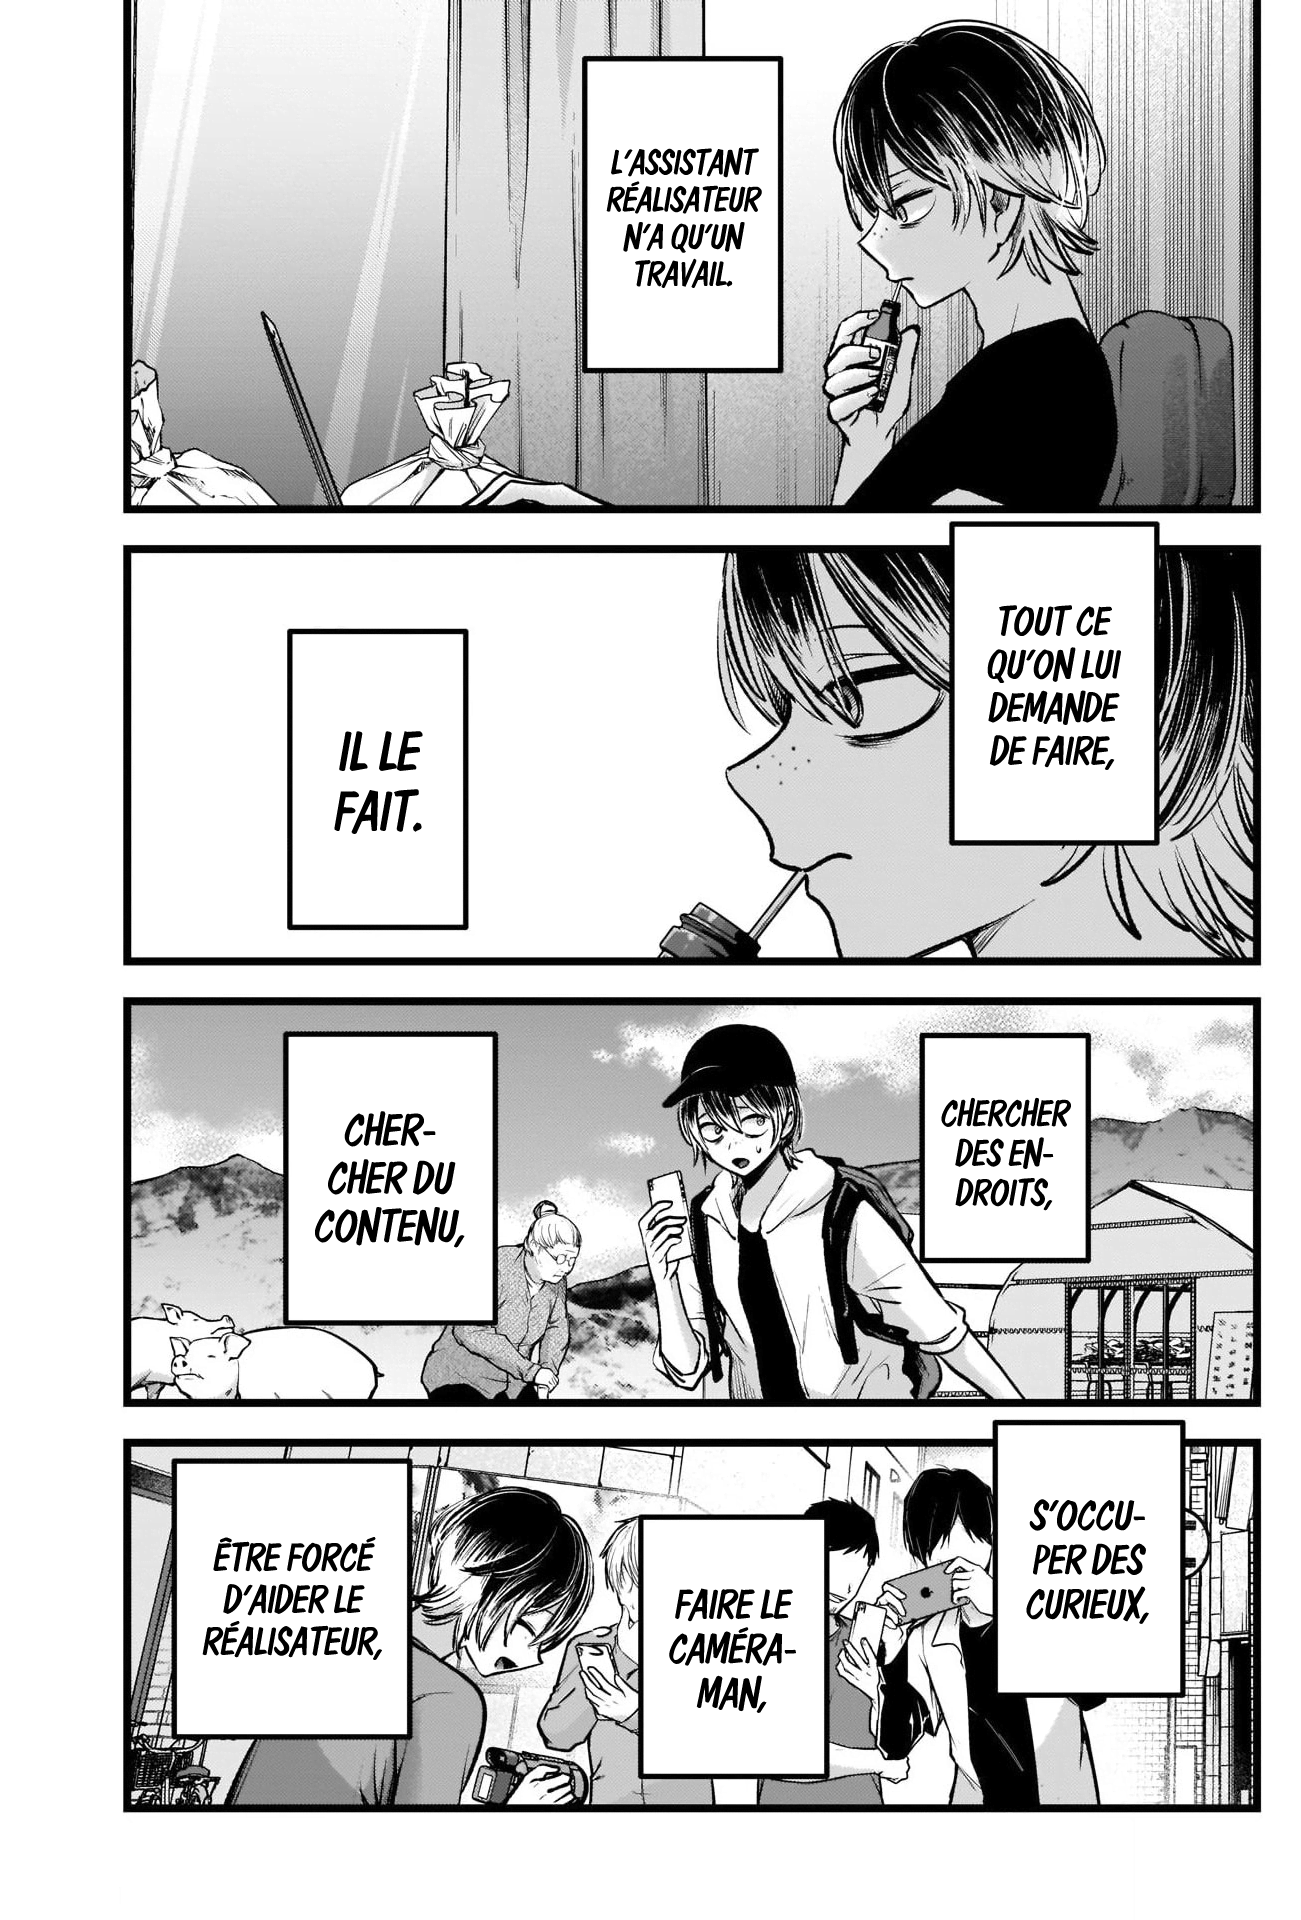 L'ASSISTANT
RÉALISATEUR
N'A QU'UN
TRAVAIL.
TOUT CE
QU'ON LUI
DEMANDE
DE FAIRE,
IL LE
FAIT.
CHERCHER
DES EN-
DROITS,
CHER-
CHER DU
CONTENU,
S'OCCU-
PER DES
CURIEUX,
FAIRE LE
CAMÉRA-
MAN,
ÊTRE FORCÉ
D'AIDER LE
RÉALISATEUR,